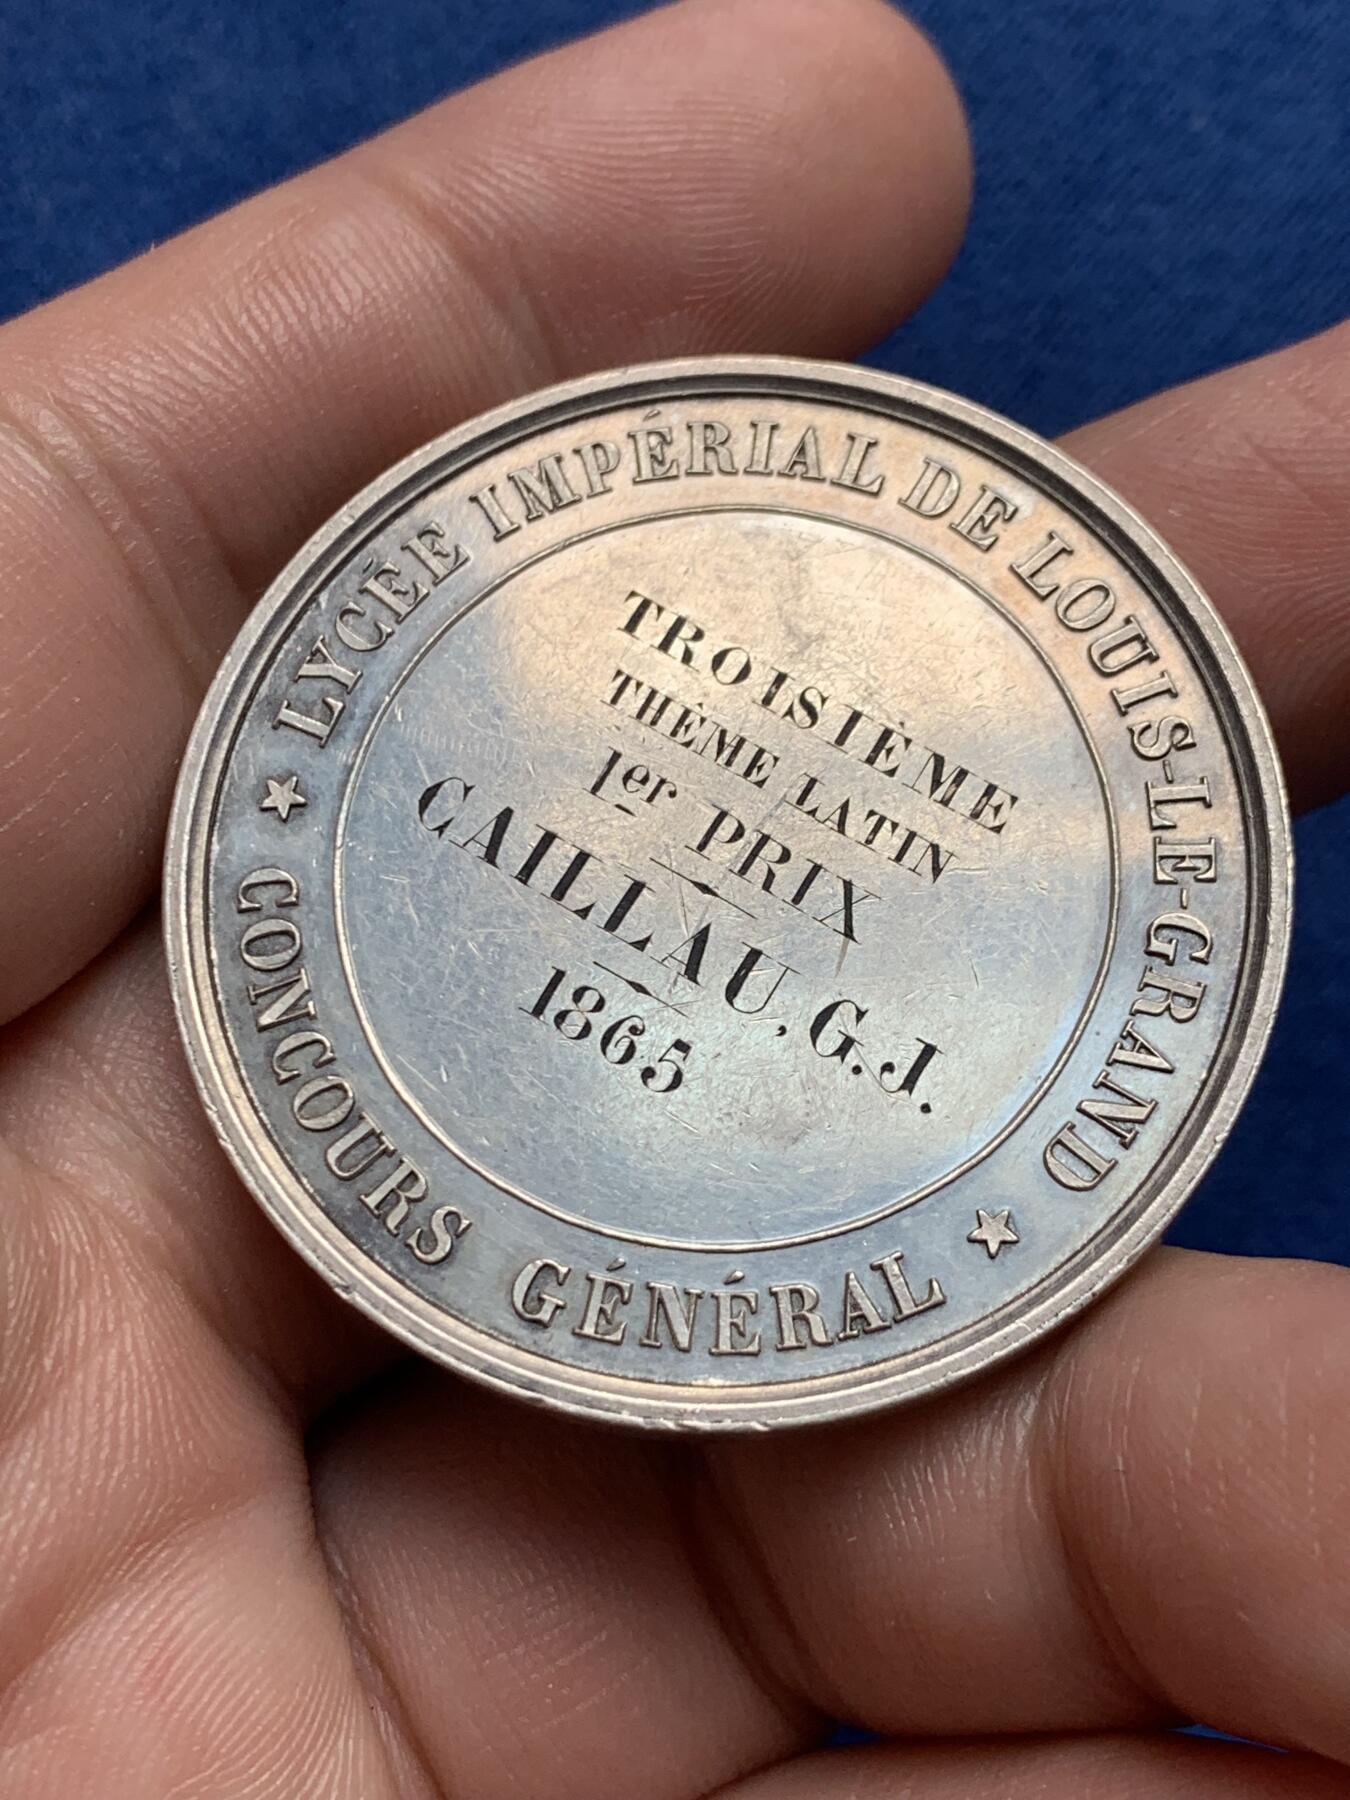 LYCÉE IMPÉRIAL DE LOUIS-LE-GRAND
TROISIÈME
THÈME LATIN
1er PRIX
CAILLAU, G.J.
1865
CONCOURS GÉNÉRAL